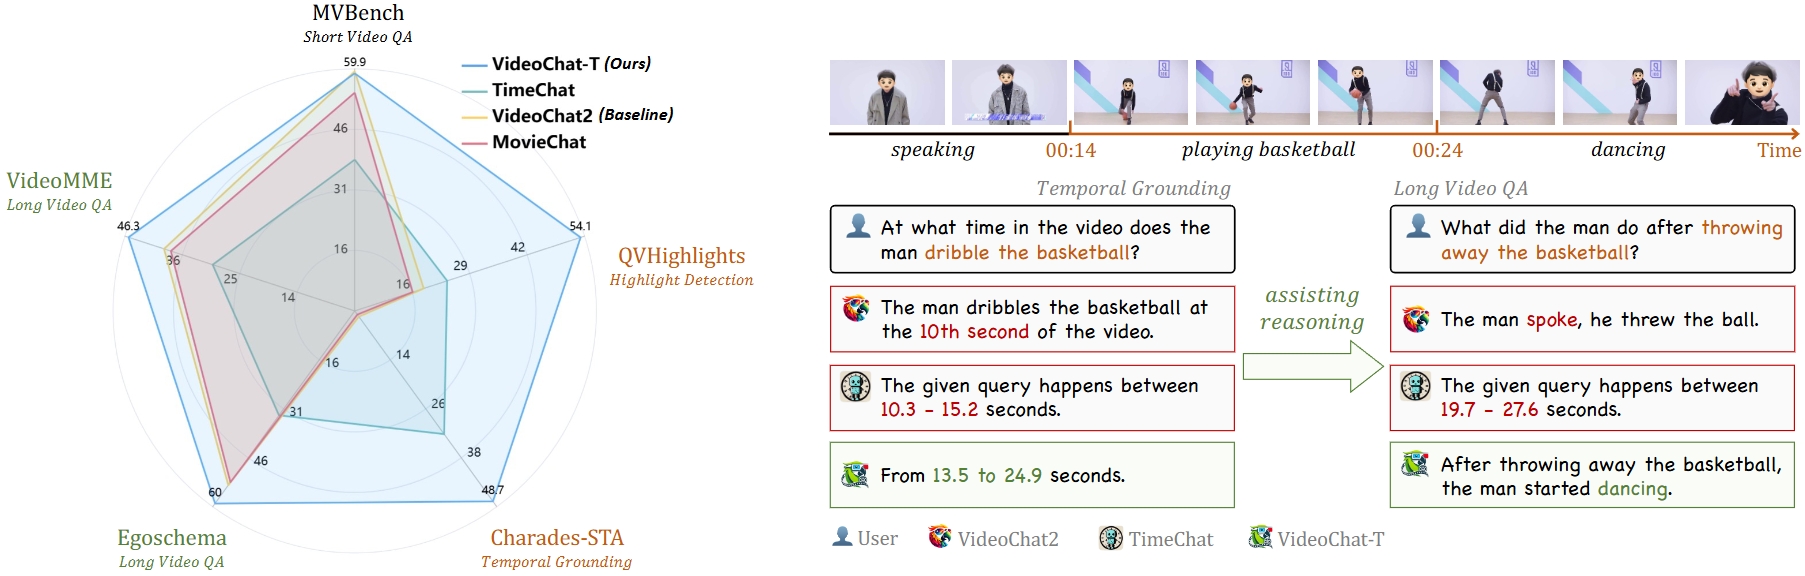 MVBench
Short Video QA
59.9
VideoChat-T (Ours)
TimeChat
VideoChat2 (Baseline)
MovieChat
46
31
16
VideoMME
Long Video QA
46.3
36
25
14
54.1
42
29
16
QVHighlights
Highlight Detection
16
31
46
60
14
26
38
48.7
Egoschema
Long Video QA
Charades-STA
Temporal Grounding
speaking
00:14
playing basketball
00:24
dancing
Time
Temporal Grounding
At what time in the video does the
man dribble the basketball?
The man dribbles the basketball at
the 10th second of the video.
The given query happens between
10.3 - 15.2 seconds.
From 13.5 to 24.9 seconds.
assisting
reasoning
Long Video QA
What did the man do after throwing
away the basketball?
The man spoke, he threw the ball.
The given query happens between
19.7 - 27.6 seconds.
After throwing away the basketball,
the man started dancing.
User
VideoChat2
TimeChat
VideoChat-T